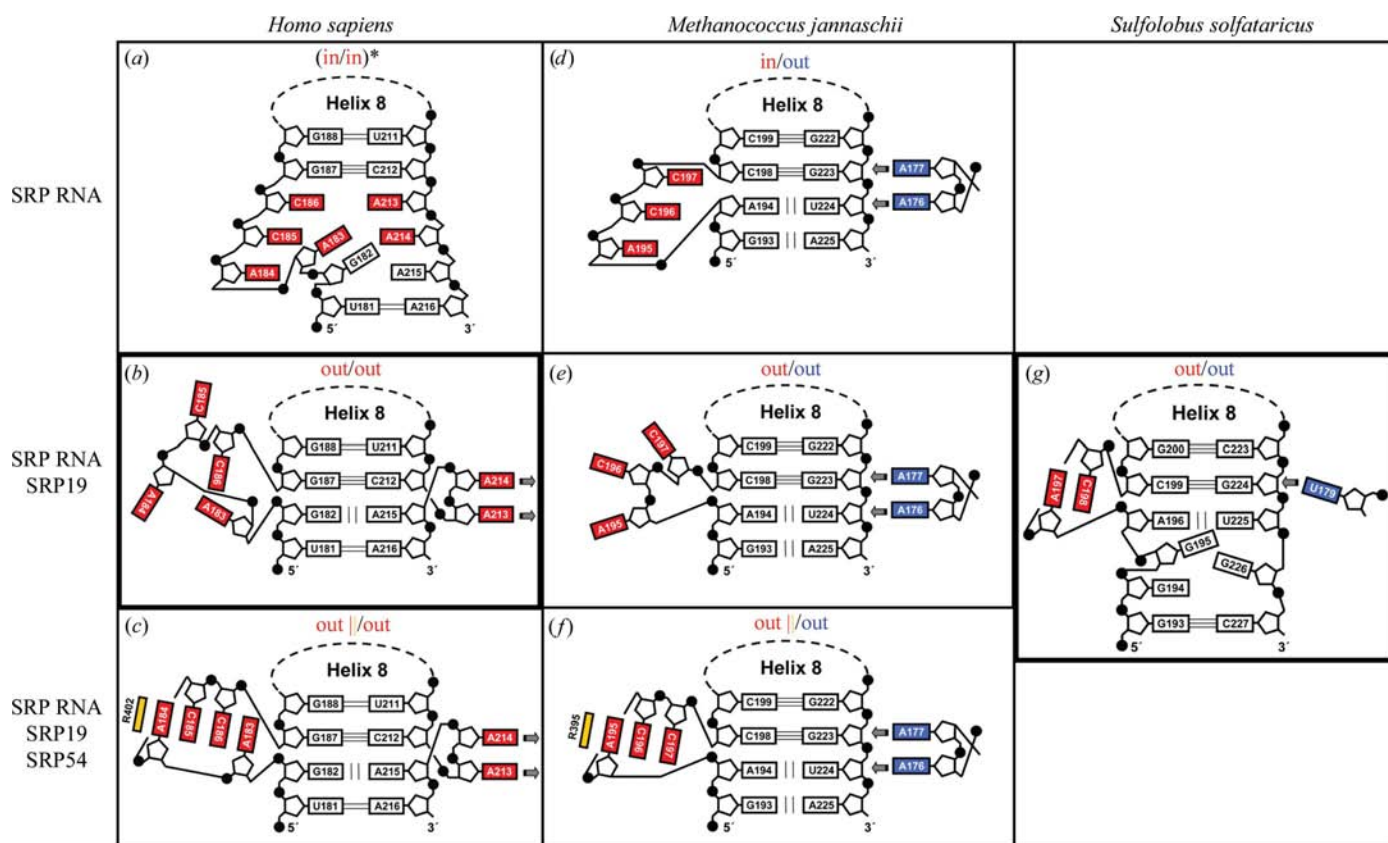 Homo sapiens Methanococcus jannaschii Sulfolobus solfataricus
(a) (in/in)* (d) in/out
Helix 8 Helix 8
G188 U211 C199 G222
G187 C212 C198 G223 A177
C186 A213 C197 A194 U224 A176
SRP RNA
C185 A183 A214 C196
G182
A184 A215 A195 G193 A225
U181 A216 5´ 3´
5´ 3´
(b) out/out (e) out/out (g) out/out
C185 Helix 8 Helix 8 Helix 8
G188 U211 C197 C199 G222 G200 C223
SRP RNA
SRP19
C186 G187 C212 A214 C196 C198 G223 A177 A197 C198 C199 G224 U179
A184 A183 G182 A215 A213 A195 A194 U224 A176 A196 U225
U181 A216 G193 A225 G195 G226
5´ 3´ 5´ 3´ G194
(c) out ||/out (f) out ||/out G193 C227
Helix 8 Helix 8 5´ 3´
R402 G188 U211 R395 C199 G222
SRP RNA
SRP19
SRP54
A184 C185 C186 A183 G187 C212 A214 A195 C196 C197 C198 G223 A177
G182 A215 A213 A194 U224 A176
U181 A216 G193 A225
5´ 3´ 5´ 3´